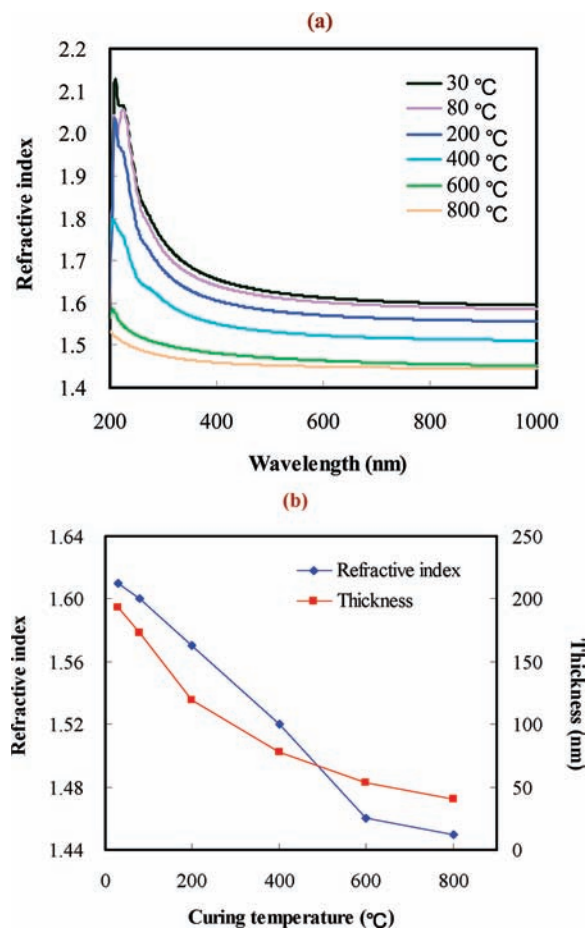 (a)
2.2
2.1
2.0
1.9
1.8
1.7
1.6
1.5
1.4
Refractive index
30 ℃
80 ℃
200 ℃
400 ℃
600 ℃
800 ℃
200 400 600 800 1000
Wavelength (nm)
(b)
1.64
1.60
1.56
1.52
1.48
1.44
Refractive index
Refractive index
Thickness
250
200
150
100
50
0
Thickness
(nm)
0 200 400 600 800
Curing temperature (℃)